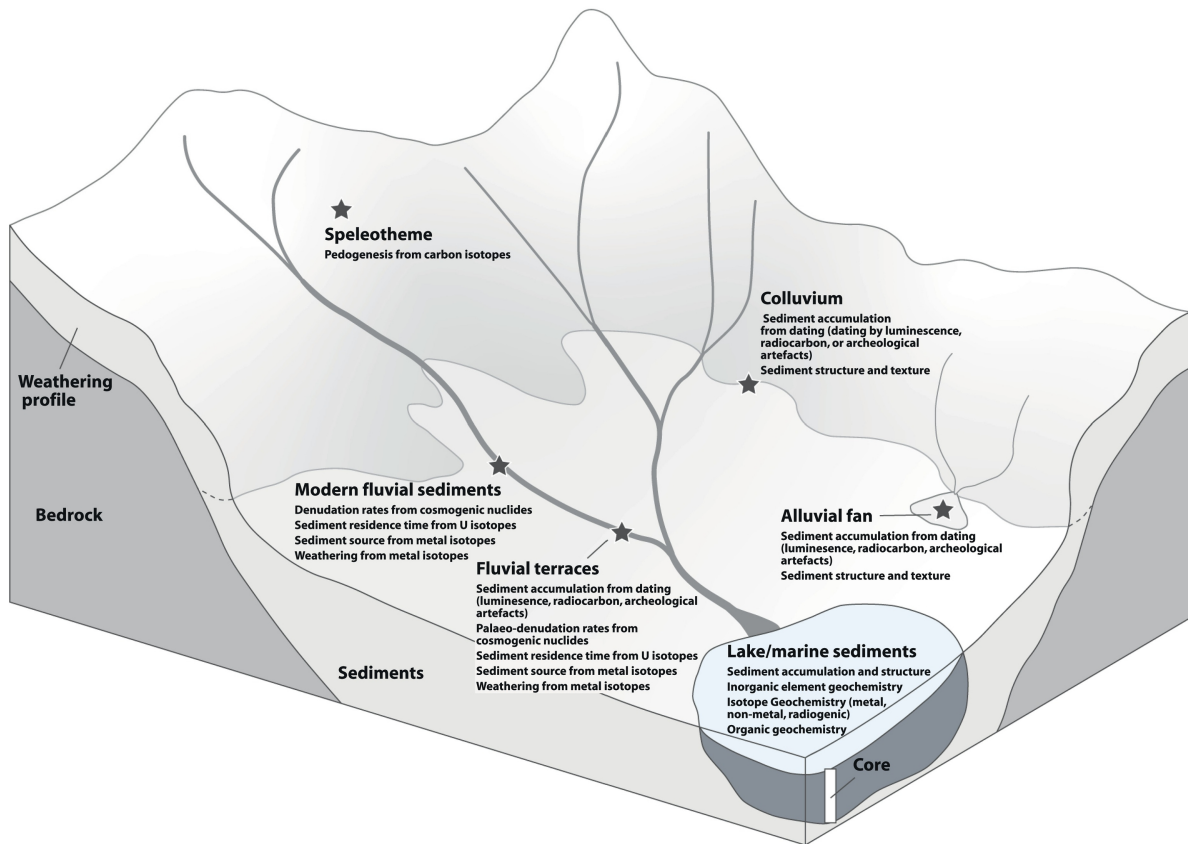 Speleotheme
Pedogenesis from carbon isotopes
Colluvium
Sediment accumulation
from dating (dating by luminescence,
radiocarbon, or archeological
artefacts)
Sediment structure and texture
Weathering
profile
Bedrock
Modern fluvial sediments
Denudation rates from cosmogenic nuclides
Sediment residence time from U isotopes
Sediment source from metal isotopes
Weathering from metal isotopes
Alluvial fan
Sediment accumulation from dating
(luminesence, radiocarbon, archeological
artefacts)
Sediment structure and texture
Fluvial terraces
Sediment accumulation from dating
(luminesence, radiocarbon, archeological
artefacts)
Palaeo-denudation rates from
cosmogenic nuclides
Sediment residence time from U isotopes
Sediment source from metal isotopes
Weathering from metal isotopes
Sediments
Lake/marine sediments
Sediment accumulation and structure
Inorganic element geochemistry
Isotope Geochemistry (metal,
non-metal, radiogenic)
Organic geochemistry
Core